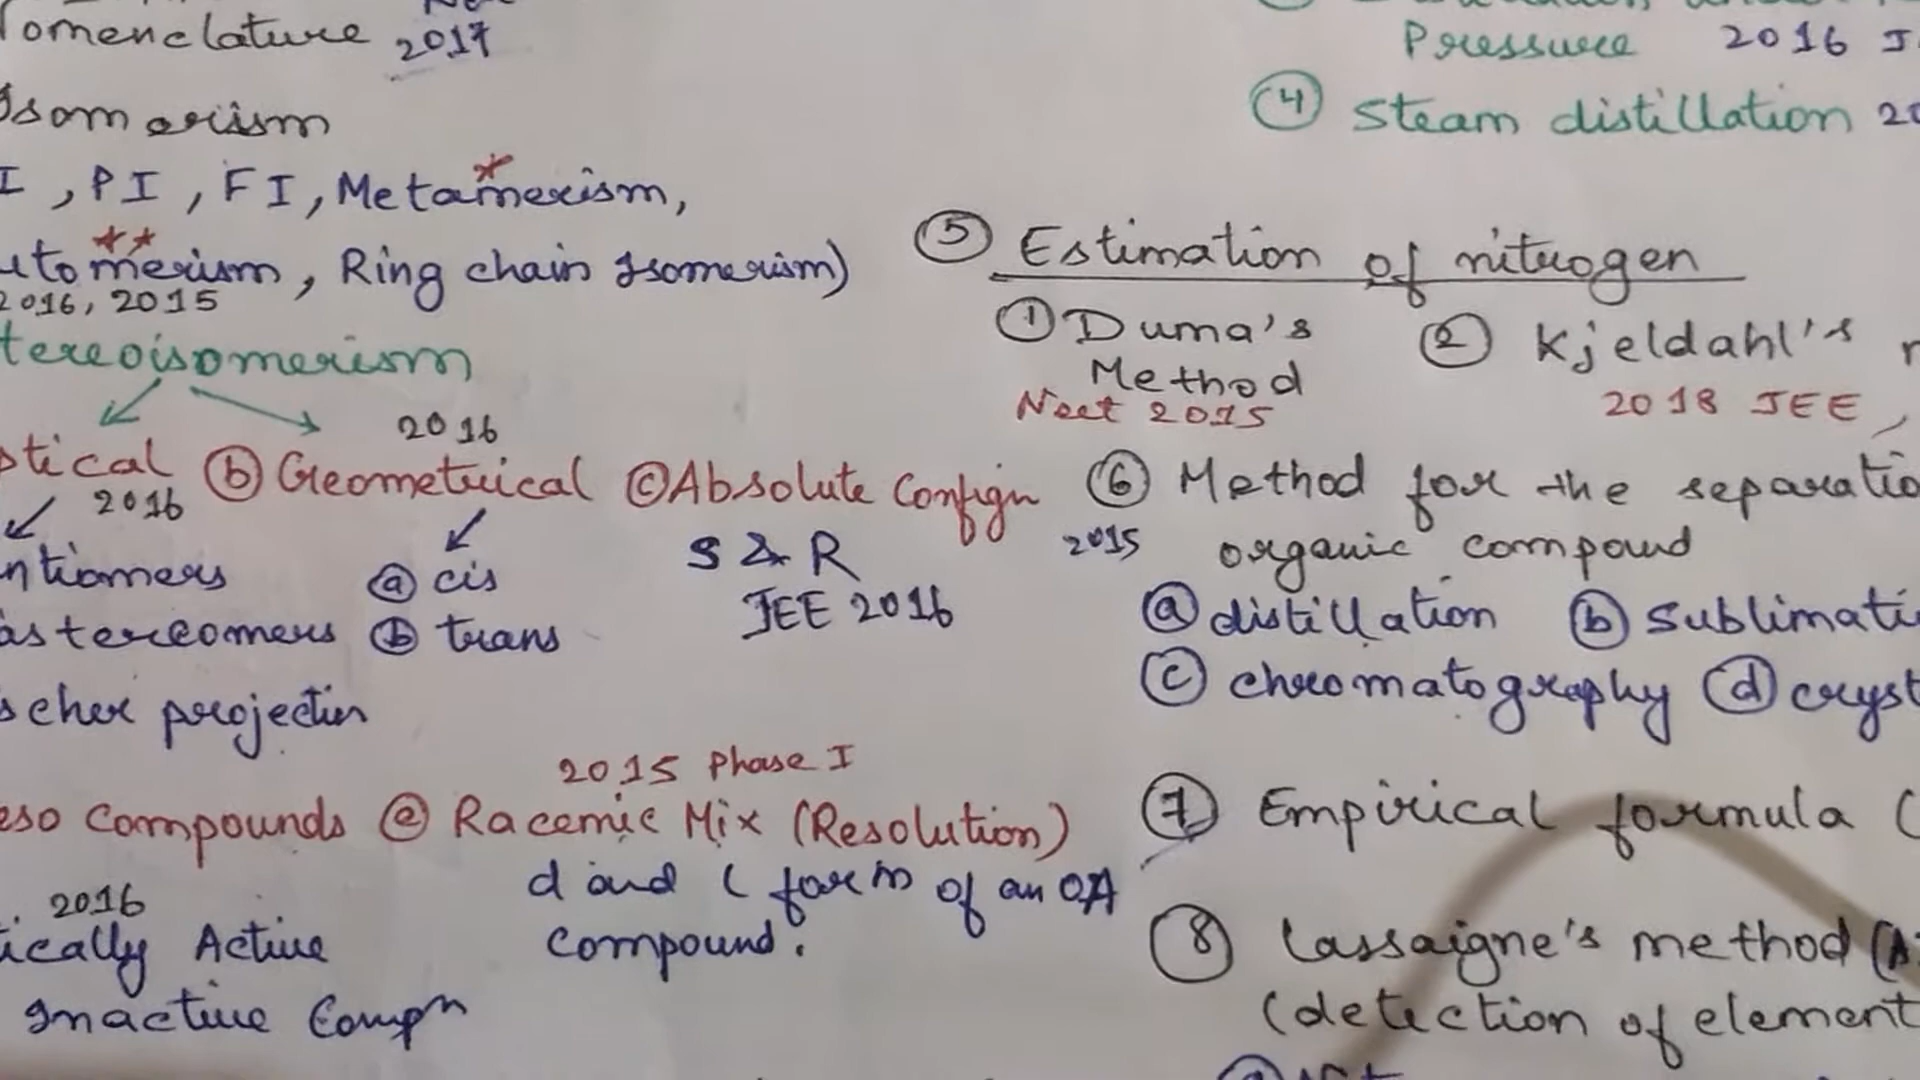 Nomenclature 2017
Isomerism
I, PI, FI, Metamerism,
utomerism, Ring chain Isomerism)
2016, 2015
tereoisomerism
2016
ptical ⓑ Geometrical ⓒ Absolute Confign
2016
ntiomers ⓐ cis S & R
astereomers ⓑ trans JEE 2016
scher projectin
2015 Phase I
eso Compounds ⓔ Racemic Mix (Resolution)
d and l form of an OA
compound.
2016
ically Active
Inactive Compn
Pressure 2016 J
④ Steam distillation 20
⑤ Estimation of nitrogen
① Duma's ② Kjeldahl's
Method
Neet 2015 2018 JEE,
⑥ Method for the separatio
2015 organic compound
ⓐ distillation ⓑ Sublimati
ⓒ chromatography ⓓ cryst
⑦ Empirical formula (
⑧ Lassaigne's method (
(detection of element